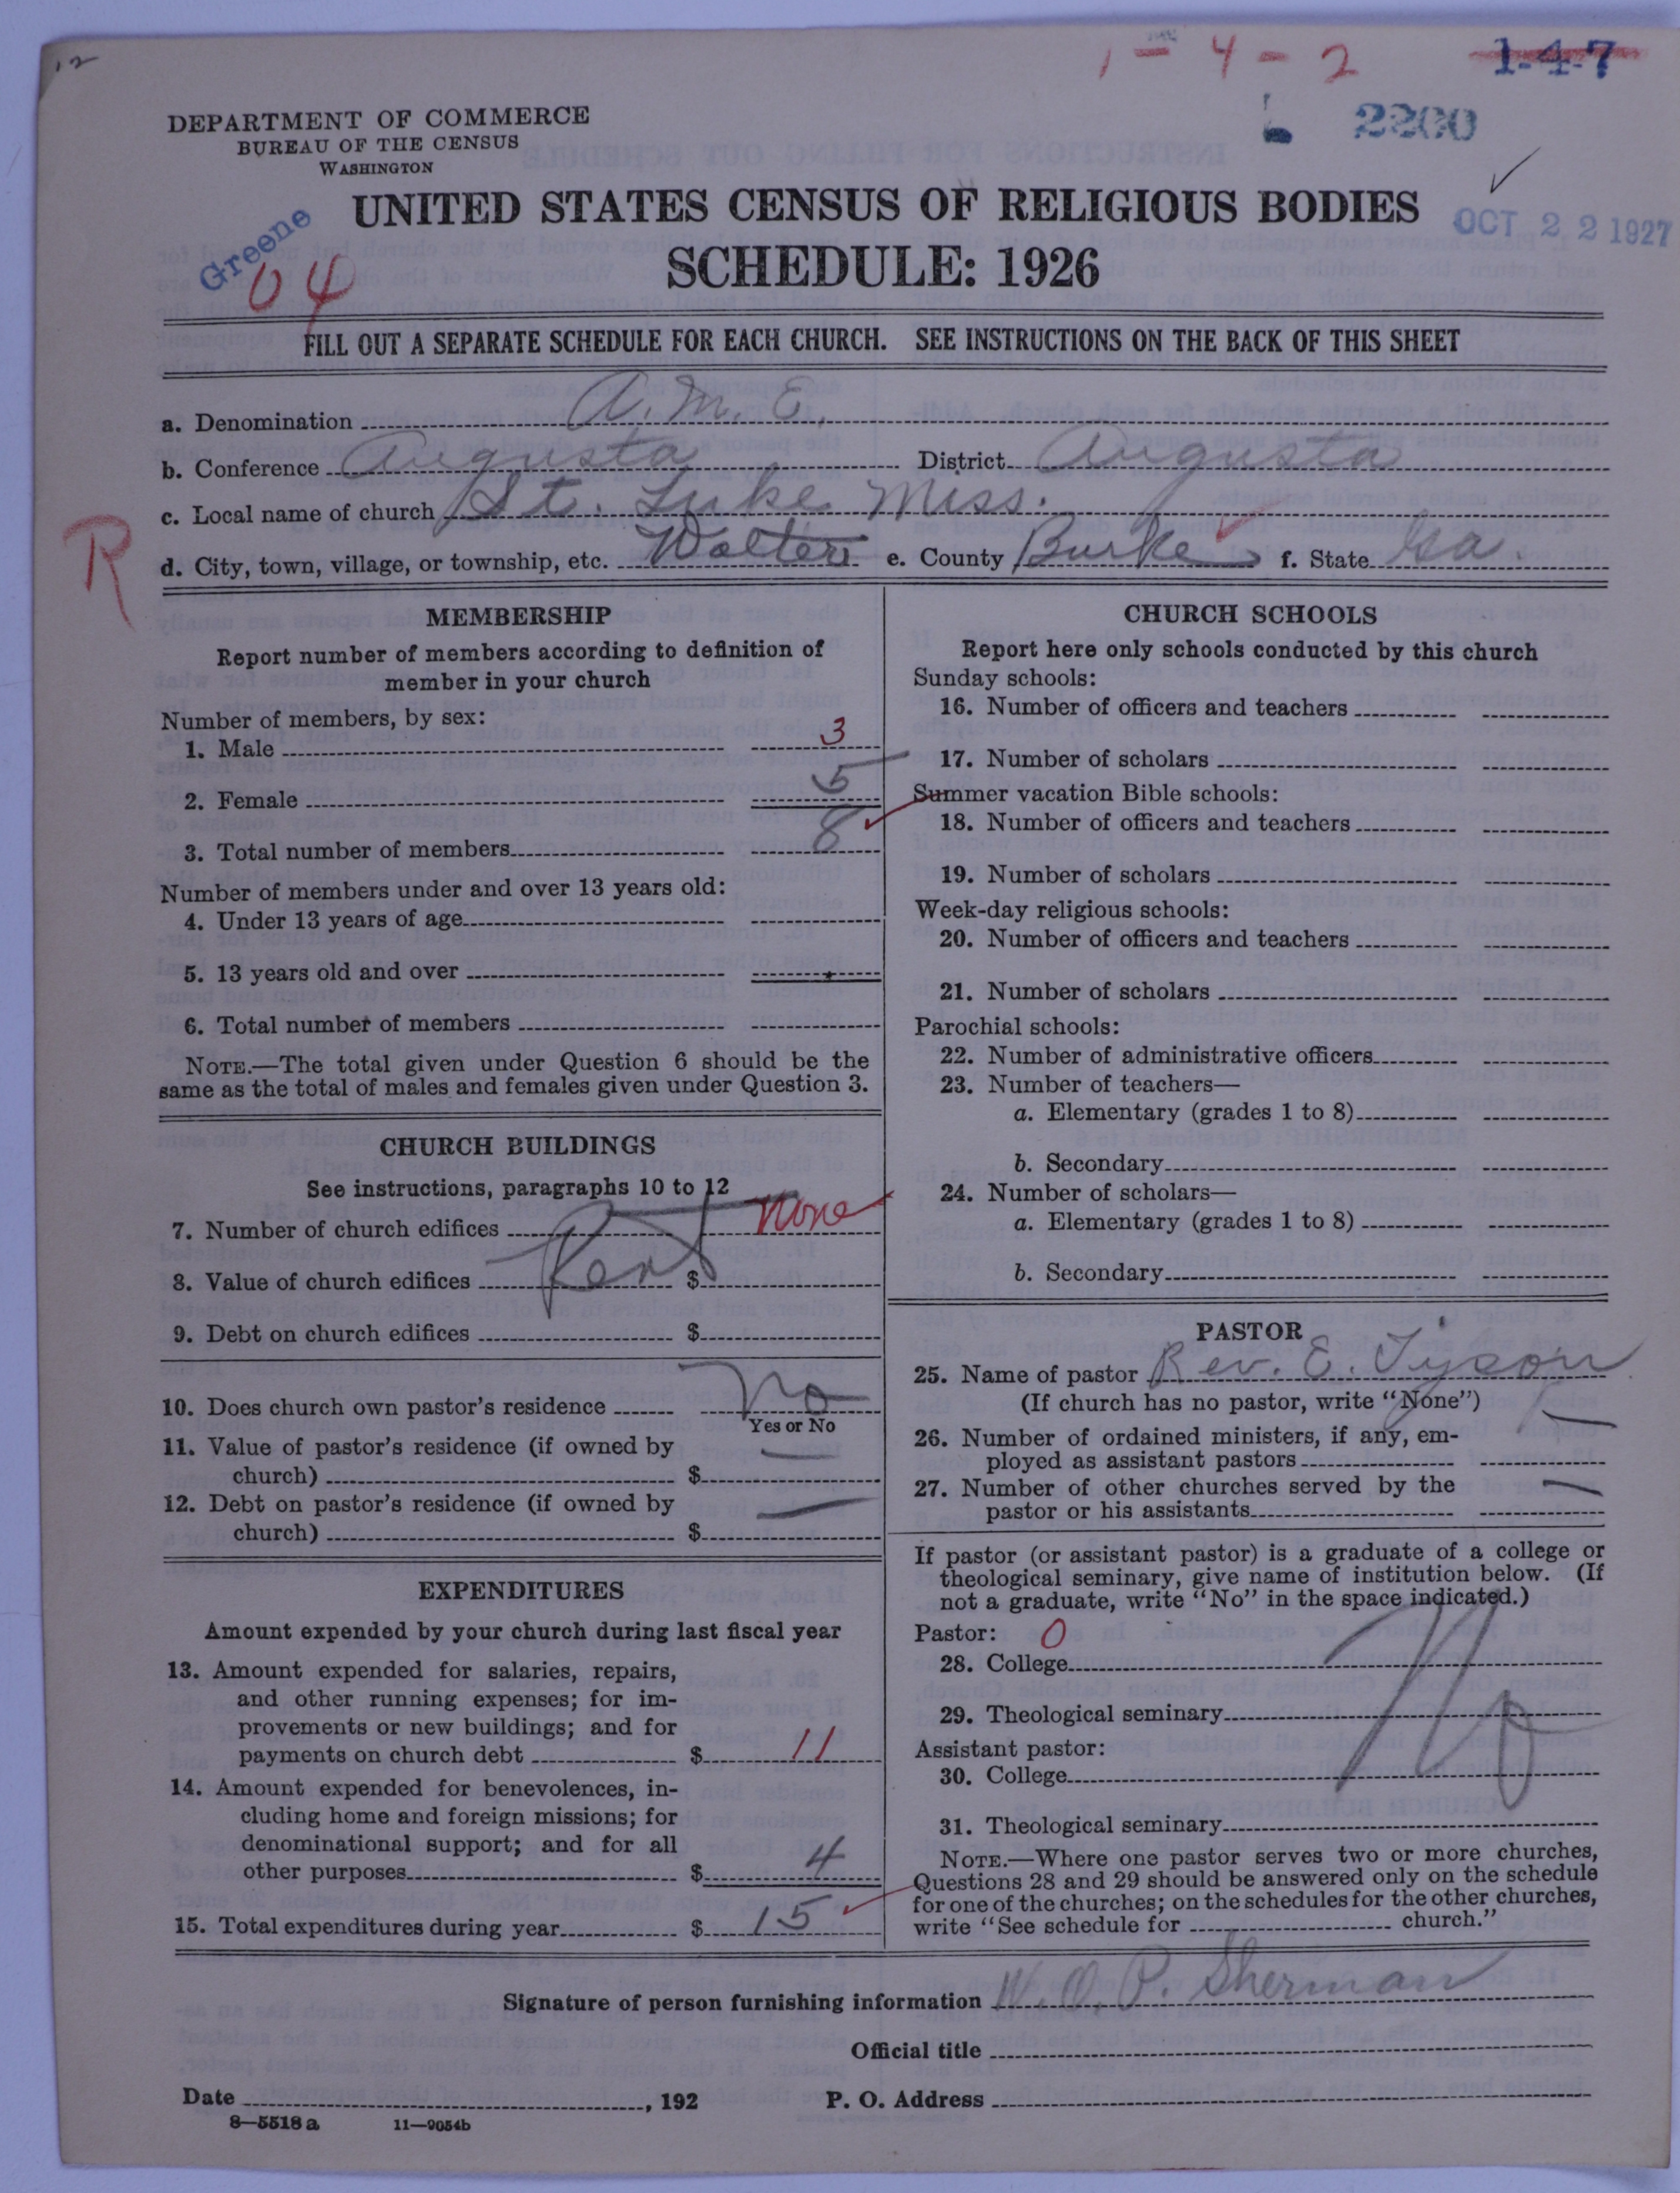 12
1-4-2 1-4-7
2200
DEPARTMENT OF COMMERCE
BUREAU OF THE CENSUS
WASHINGTON
UNITED STATES CENSUS OF RELIGIOUS BODIES
OCT 22 1927
SCHEDULE: 1926
Greene
04
FILL OUT A SEPARATE SCHEDULE FOR EACH CHURCH. SEE INSTRUCTIONS ON THE BACK OF THIS SHEET
a. Denomination A.M.E.
b. Conference Augusta District Augusta
c. Local name of church St. Luke Miss.
R
d. City, town, village, or township, etc. Walters e. County Burke f. State Ga.
MEMBERSHIP
Report number of members according to definition of
member in your church
Number of members, by sex:
1. Male 3
2. Female 5
3. Total number of members 8
Number of members under and over 13 years old:
4. Under 13 years of age
5. 13 years old and over
6. Total number of members
NOTE.—The total given under Question 6 should be the
same as the total of males and females given under Question 3.
CHURCH BUILDINGS
See instructions, paragraphs 10 to 12
7. Number of church edifices none
8. Value of church edifices Rent $
9. Debt on church edifices $
10. Does church own pastor's residence No
Yes or No
11. Value of pastor's residence (if owned by
church) $ —
12. Debt on pastor's residence (if owned by
church) $ —
EXPENDITURES
Amount expended by your church during last fiscal year
13. Amount expended for salaries, repairs,
and other running expenses; for im-
provements or new buildings; and for
payments on church debt $ 11
14. Amount expended for benevolences, in-
cluding home and foreign missions; for
denominational support; and for all
other purposes $ 4
15. Total expenditures during year $ 15
CHURCH SCHOOLS
Report here only schools conducted by this church
Sunday schools:
16. Number of officers and teachers
17. Number of scholars
Summer vacation Bible schools:
18. Number of officers and teachers
19. Number of scholars
Week-day religious schools:
20. Number of officers and teachers
21. Number of scholars
Parochial schools:
22. Number of administrative officers
23. Number of teachers—
a. Elementary (grades 1 to 8)
b. Secondary
24. Number of scholars—
a. Elementary (grades 1 to 8)
b. Secondary
PASTOR
25. Name of pastor Rev. E. Tyson
(If church has no pastor, write "None")
26. Number of ordained ministers, if any, em-
ployed as assistant pastors —
27. Number of other churches served by the
pastor or his assistants —
If pastor (or assistant pastor) is a graduate of a college or
theological seminary, give name of institution below. (If
not a graduate, write "No" in the space indicated.)
Pastor: 0
28. College
29. Theological seminary No
Assistant pastor:
30. College
31. Theological seminary
NOTE.—Where one pastor serves two or more churches,
Questions 28 and 29 should be answered only on the schedule
for one of the churches; on the schedules for the other churches,
write "See schedule for church."
Signature of person furnishing information W. O. P. Sherman
Official title
Date , 192 P. O. Address
8—5518 a 11—9054b